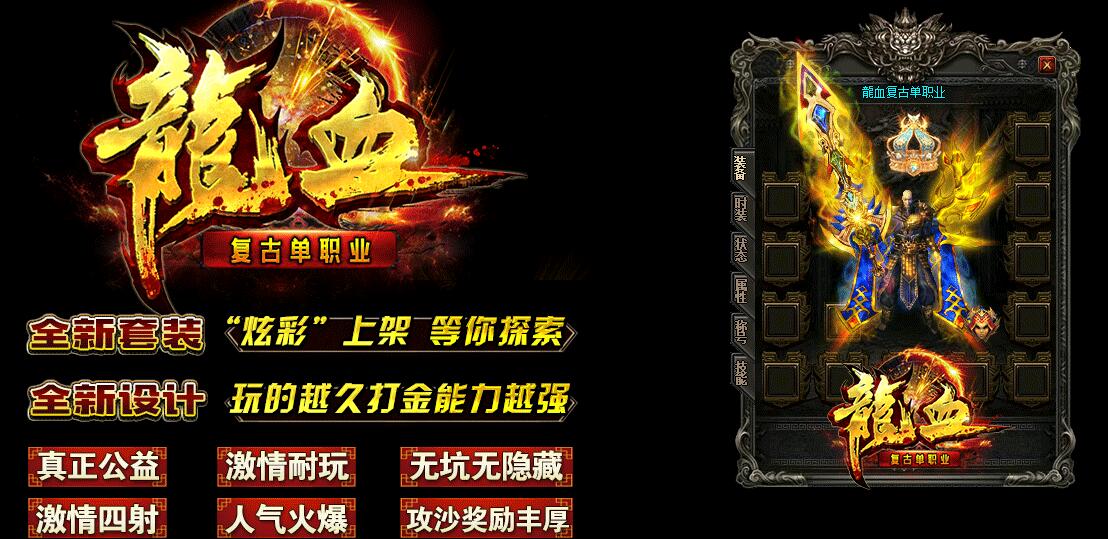 龍血
复古单职业
全新套装 “炫彩”上架 等你探索
全新设计 玩的越久打金能力越强
真正公益 激情耐玩 无坑无隐藏
激情四射 人气火爆 攻沙奖励丰厚
龍血复古单职业
装备
时装
状态
属性
称号
技能
龍血
复古单职业